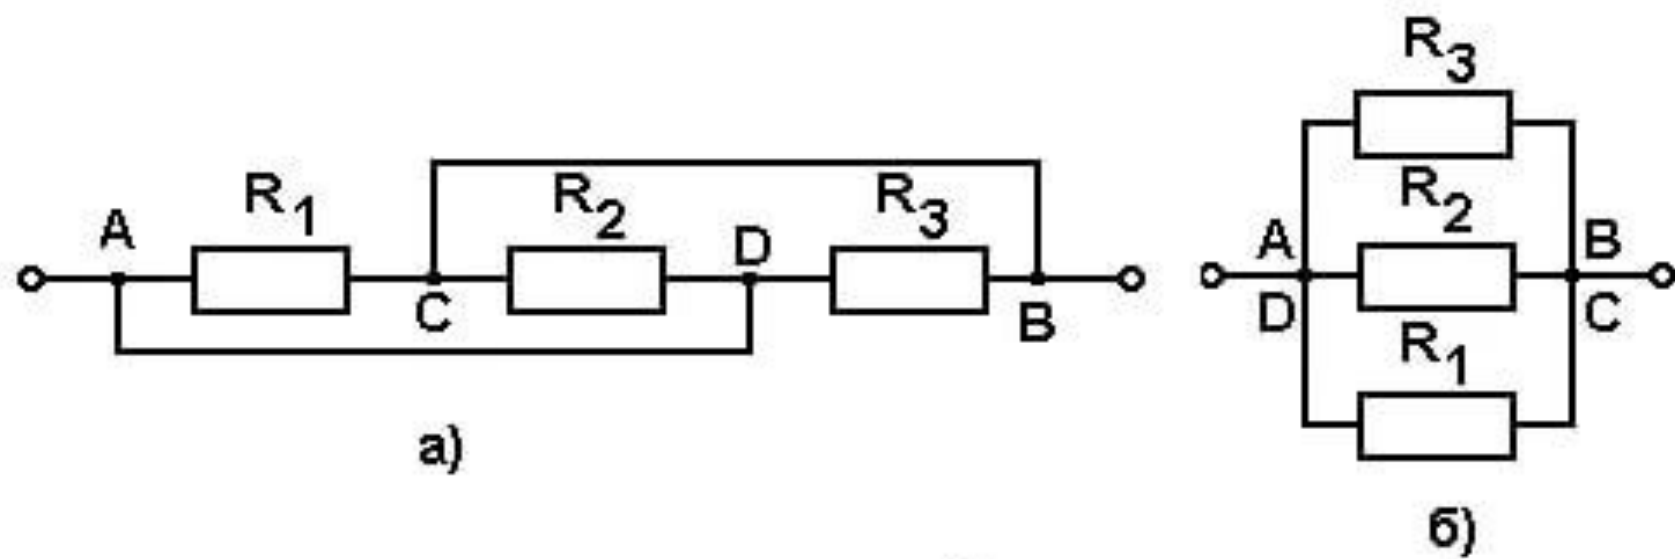 A R1 C R2 D R3 B
а)
R3
R2
A B
D C
R1
б)